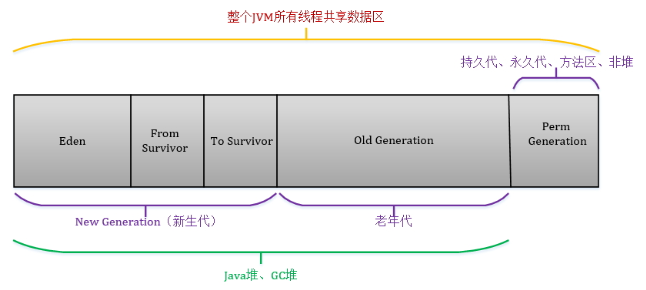 整个JVM所有线程共享数据区
持久代、永久代、方法区、非堆
Eden
From
Survivor
To Survivor
Old Generation
Perm
Generation
New Generation（新生代）
老年代
Java堆、GC堆